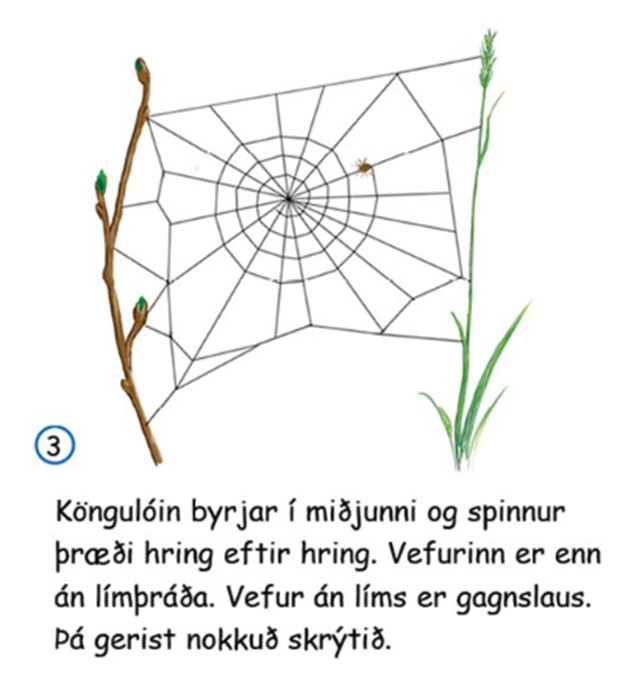 3
Köngulóin byrjar í miðjunni og spinnur
þræði hring eftir hring. Vefurinn er enn
án límþráða. Vefur án líms er gagnslaus.
Þá gerist nokkuð skrýtið.